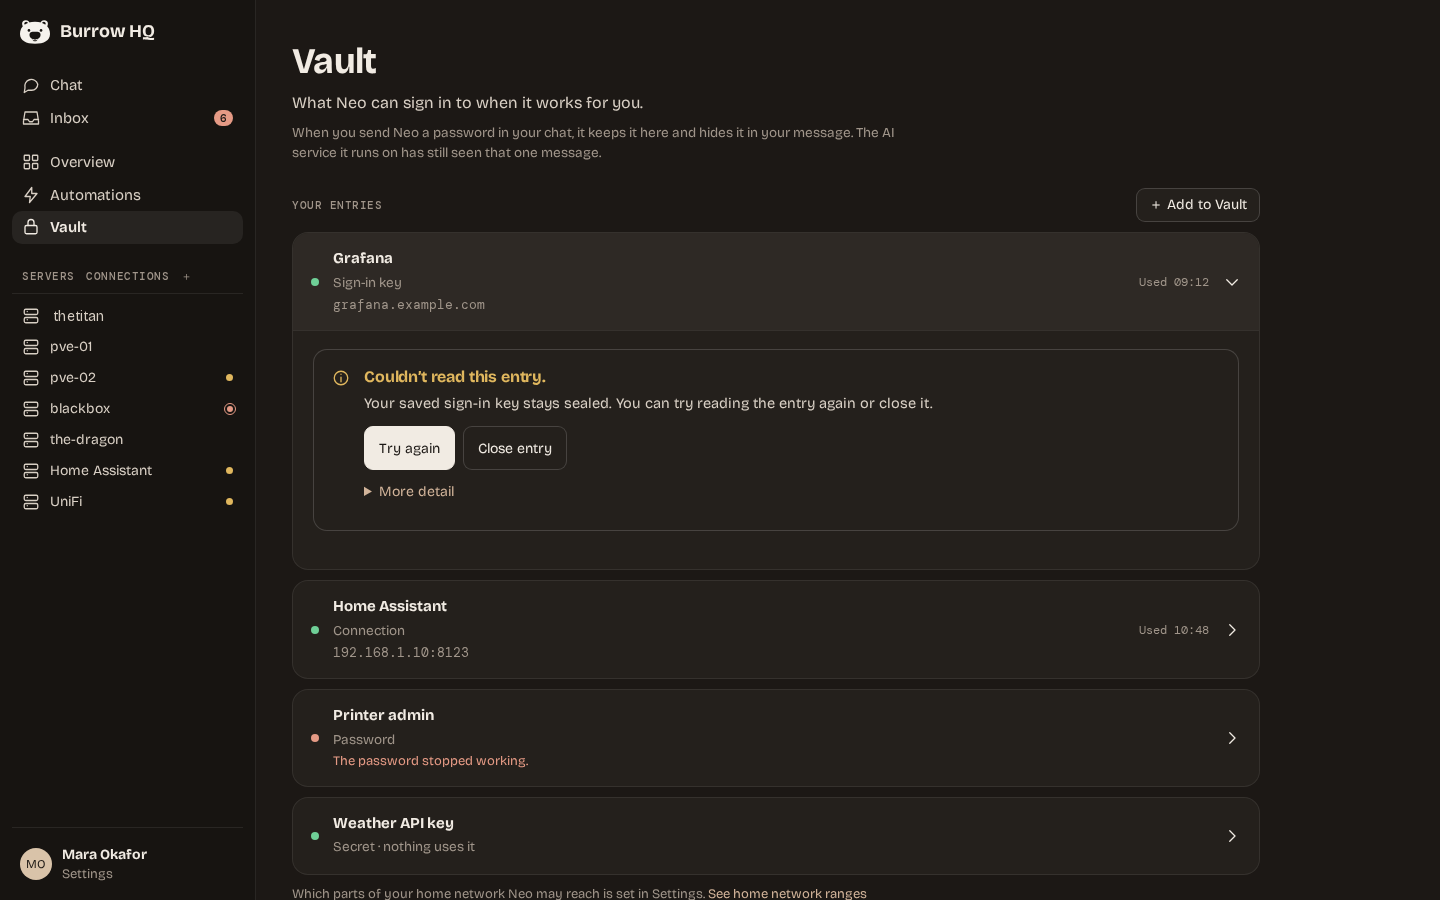 Burrow HQ
Chat
Inbox
6
Overview
Automations
Vault
SERVERS CONNECTIONS +
thetitan
pve-01
pve-02
blackbox
the-dragon
Home Assistant
UniFi
MO
Mara Okafor
Settings
Vault
What Neo can sign in to when it works for you.
When you send Neo a password in your chat, it keeps it here and hides it in your message. The AI
service it runs on has still seen that one message.
YOUR ENTRIES
+ Add to Vault
Grafana
Sign-in key
grafana.example.com
Used 09:12
Couldn't read this entry.
Your saved sign-in key stays sealed. You can try reading the entry again or close it.
Try again
Close entry
More detail
Home Assistant
Connection
192.168.1.10:8123
Used 10:48
Printer admin
Password
The password stopped working.
Weather API key
Secret · nothing uses it
Which parts of your home network Neo may reach is set in Settings. See home network ranges